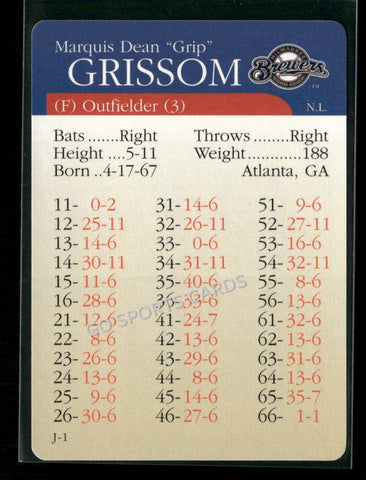 Marquis Dean "Grip"
GRISSOM
MILWAUKEE
Brewers
TM
(F) Outfielder (3)
N.L.
Bats .......Right Throws ........Right
Height ....5-11 Weight............188
Born ..4-17-67 Atlanta, GA
11- 0-2 31- 14-6 51- 9-6
12- 25-11 32- 26-11 52- 27-11
13- 14-6 33- 0-6 53- 16-6
14- 30-11 34- 31-11 54- 32-11
15- 11-6 35- 40-6 55- 8-6
16- 28-6 36- 33-6 56- 13-6
21- 12-6 41- 24-7 61- 32-6
22- 8-6 42- 13-6 62- 33-6
23- 26-6 43- 29-6 63- 31-6
24- 13-6 44- 8-6 64- 13-6
25- 9-6 45- 14-6 65- 35-7
26- 30-6 46- 27-6 66- 1-1
J-1
GO SPORTS CARDS